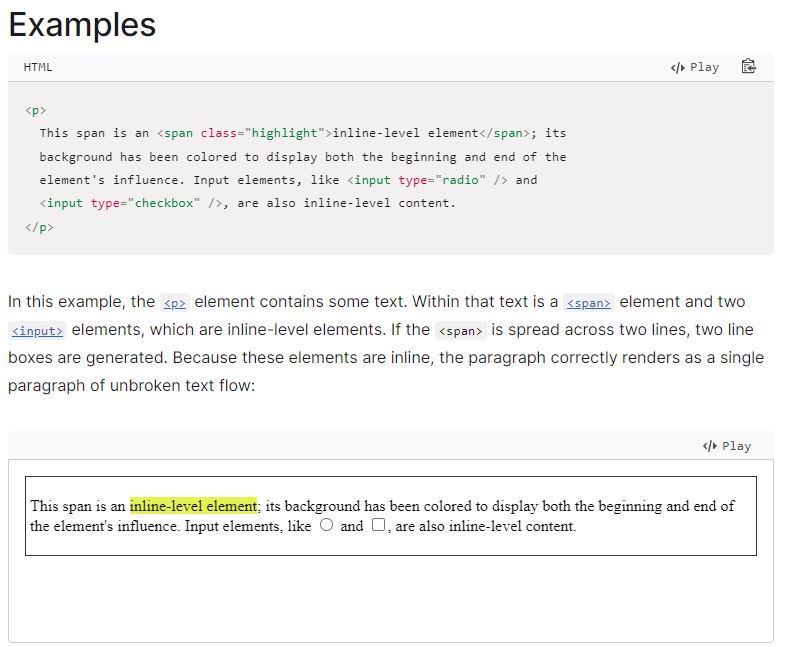 Examples
HTML
Play
<p>
This span is an <span class="highlight">inline-level element</span>; its
background has been colored to display both the beginning and end of the
element's influence. Input elements, like <input type="radio" /> and
<input type="checkbox" />, are also inline-level content.
</p>
In this example, the <p> element contains some text. Within that text is a <span> element and two
<input> elements, which are inline-level elements. If the <span> is spread across two lines, two line
boxes are generated. Because these elements are inline, the paragraph correctly renders as a single
paragraph of unbroken text flow:
Play
This span is an inline-level element; its background has been colored to display both the beginning and end of
the element's influence. Input elements, like and , are also inline-level content.